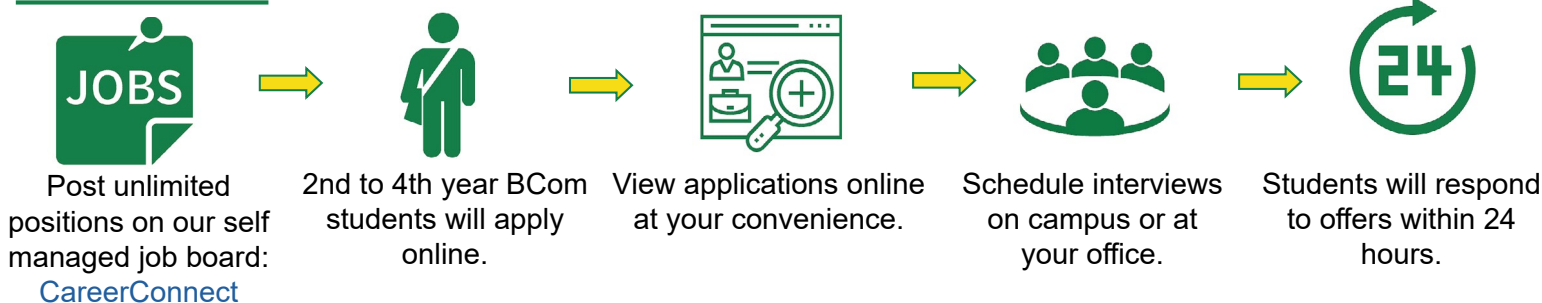 JOBS
24
Post unlimited
positions on our self
managed job board:
CareerConnect
2nd to 4th year BCom
students will apply
online.
View applications online
at your convenience.
Schedule interviews
on campus or at
your office.
Students will respond
to offers within 24
hours.